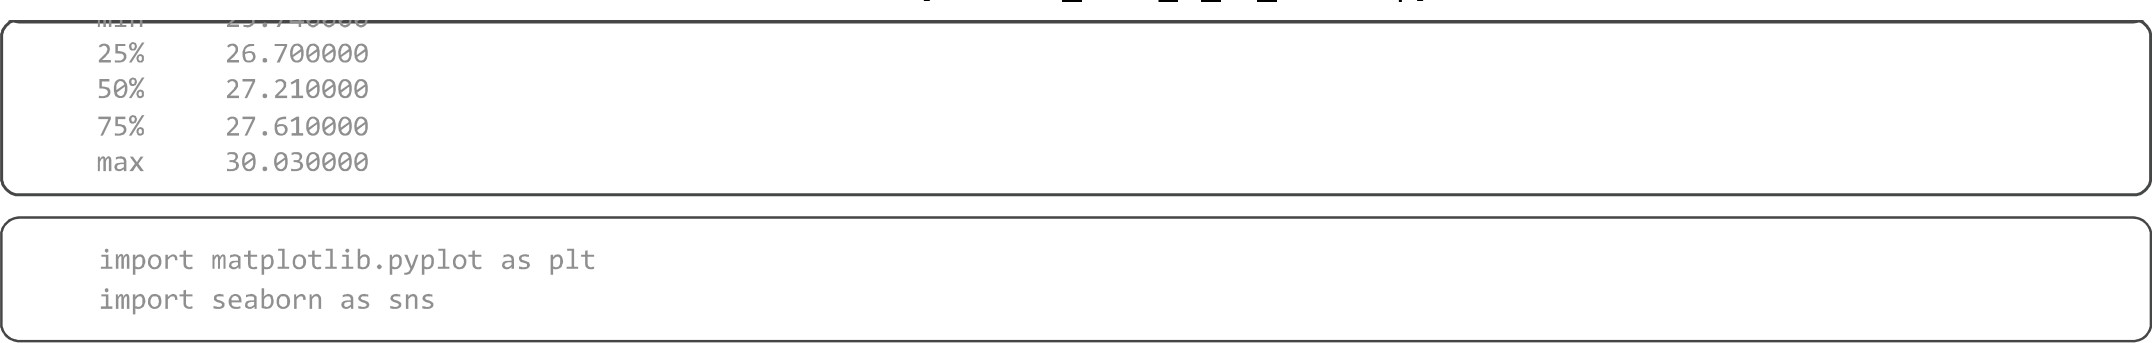 25% 26.700000
50% 27.210000
75% 27.610000
max 30.030000
import matplotlib.pyplot as plt
import seaborn as sns